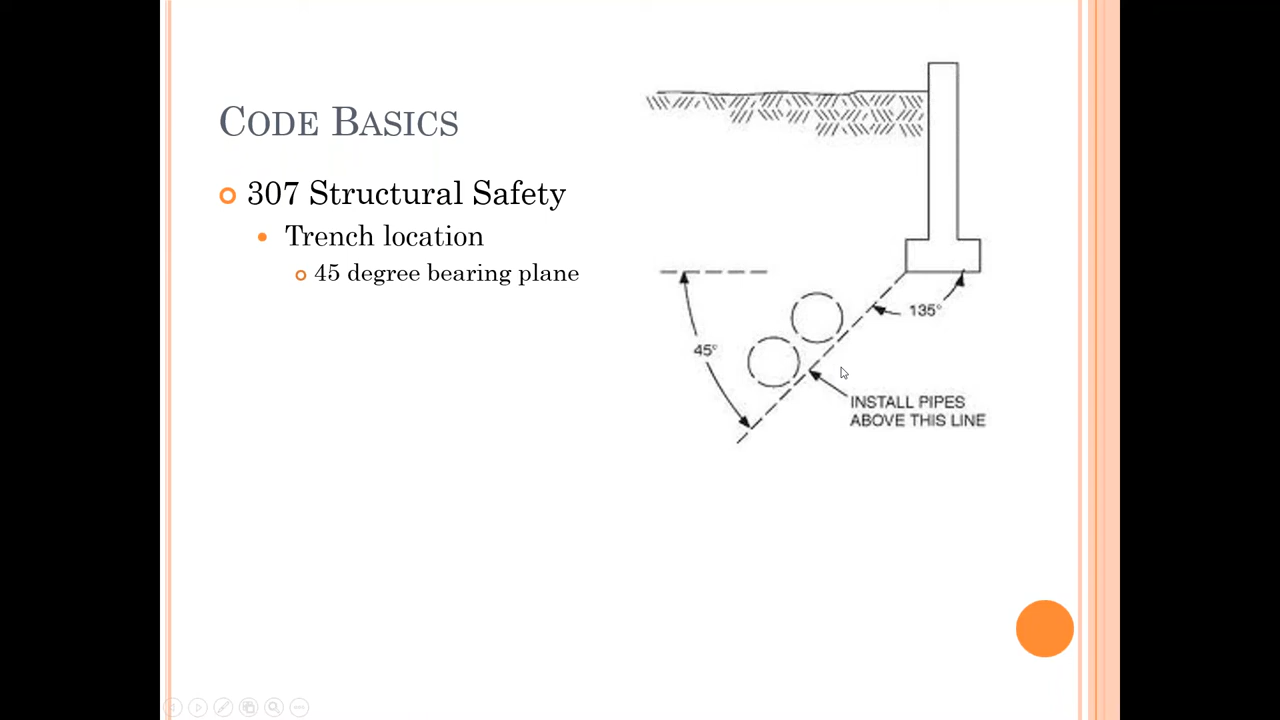 CODE BASICS
307 Structural Safety
Trench location
45 degree bearing plane
135°
45°
INSTALL PIPES
ABOVE THIS LINE